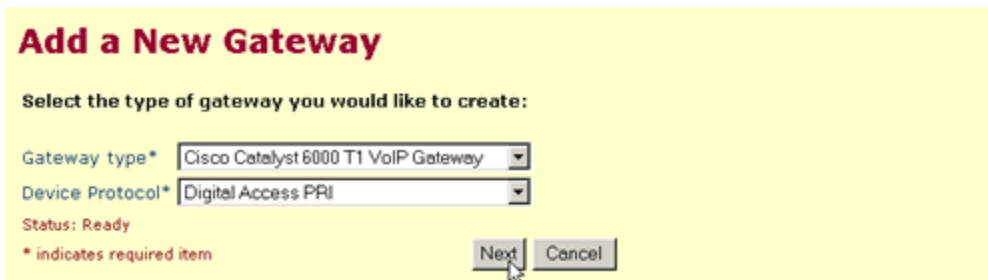 Add a New Gateway
Select the type of gateway you would like to create:
Gateway type* Cisco Catalyst 6000 T1 VoIP Gateway
Device Protocol* Digital Access PRI
Status: Ready
* indicates required item
Next Cancel